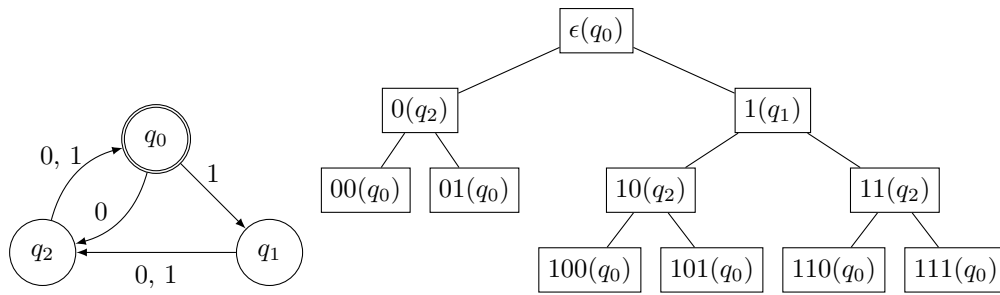 q0
0, 1
1
0
q2
q1
0, 1
ϵ(q0)
0(q2)
1(q1)
00(q0)
01(q0)
10(q2)
11(q2)
100(q0)
101(q0)
110(q0)
111(q0)